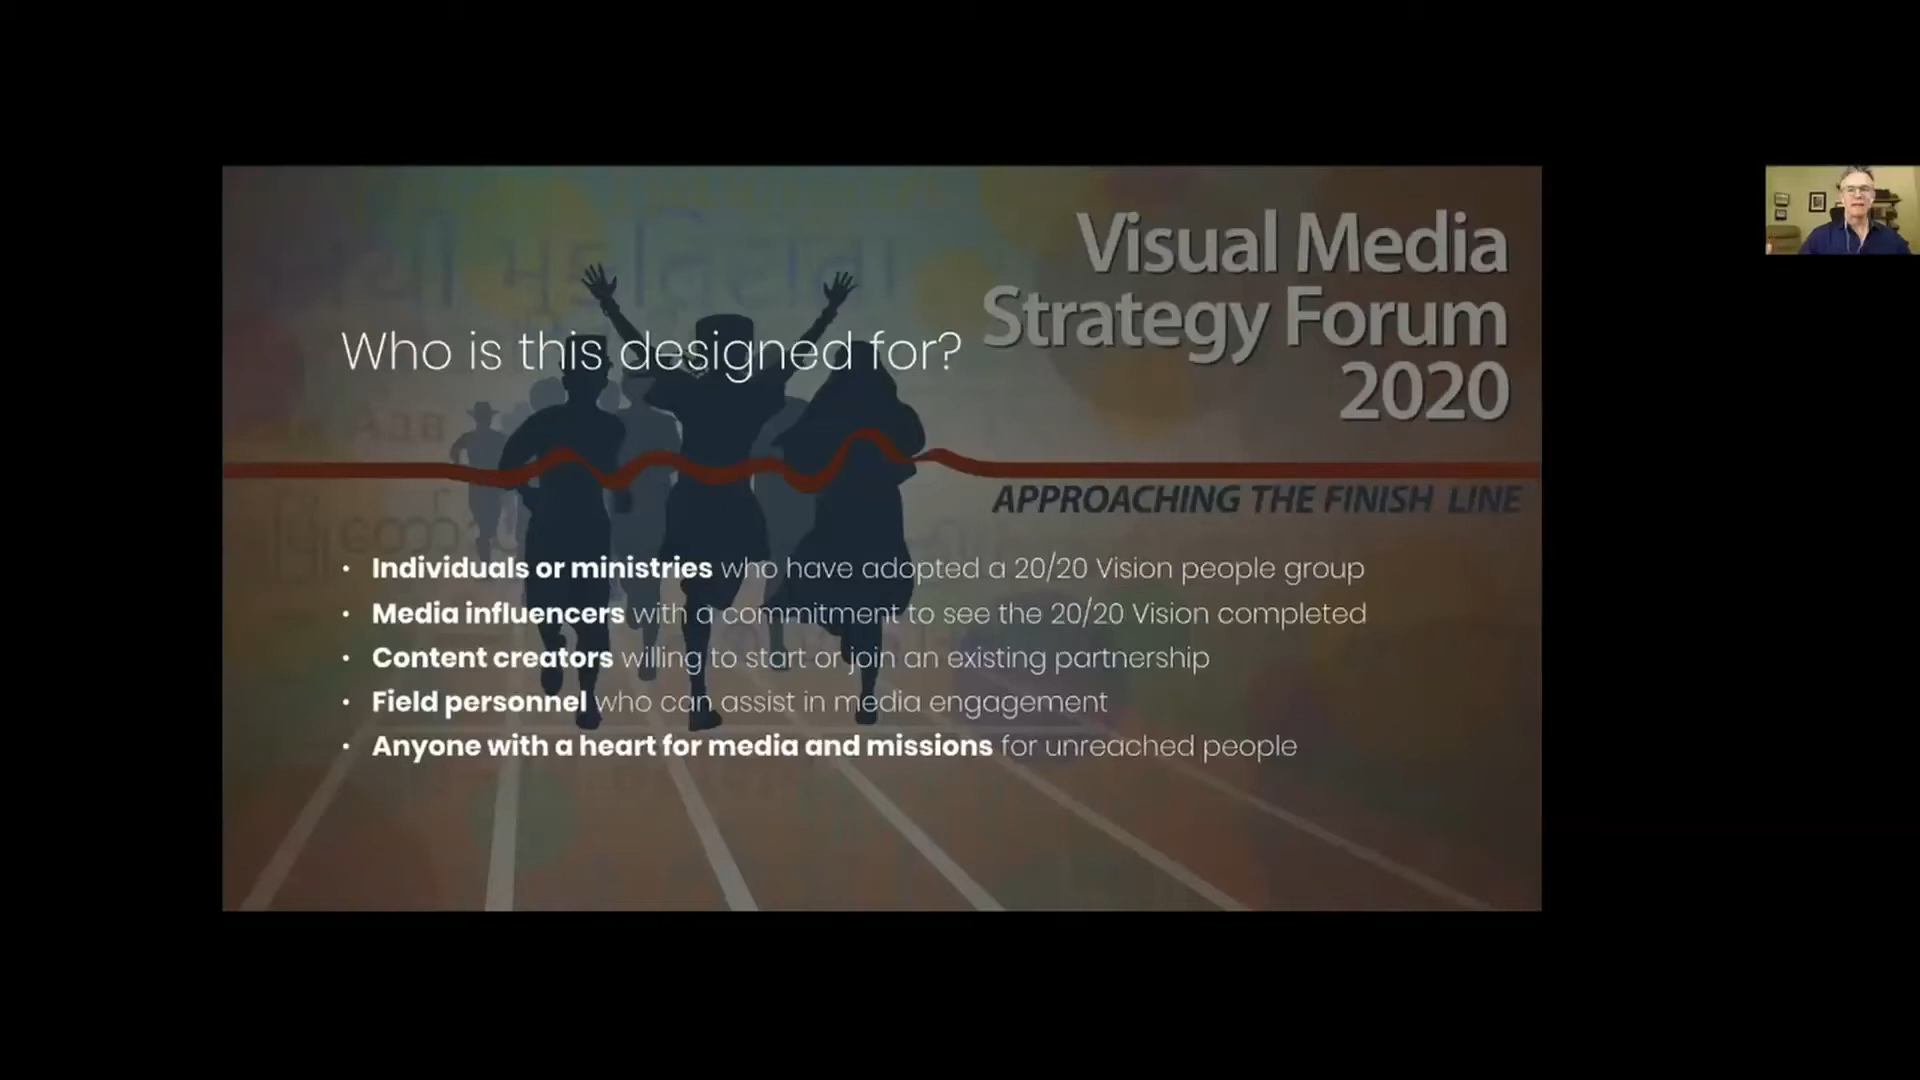 Visual Media
Strategy Forum
2020
APPROACHING THE FINISH LINE
Who is this designed for?
• Individuals or ministries who have adopted a 20/20 Vision people group
• Media influencers with a commitment to see the 20/20 Vision completed
• Content creators willing to start or join an existing partnership
• Field personnel who can assist in media engagement
• Anyone with a heart for media and missions for unreached people